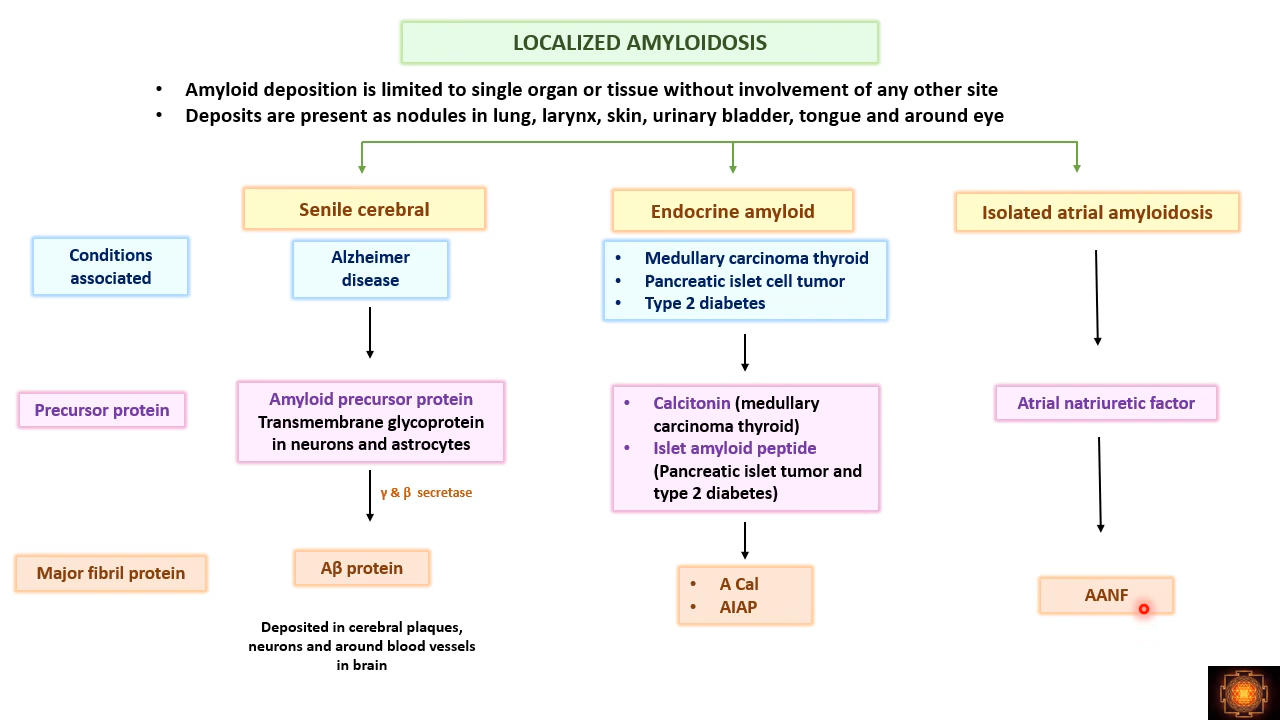 LOCALIZED AMYLOIDOSIS
• Amyloid deposition is limited to single organ or tissue without involvement of any other site
• Deposits are present as nodules in lung, larynx, skin, urinary bladder, tongue and around eye
Senile cerebral
Endocrine amyloid
Isolated atrial amyloidosis
Conditions
associated
Alzheimer
disease
• Medullary carcinoma thyroid
• Pancreatic islet cell tumor
• Type 2 diabetes
Precursor protein
Amyloid precursor protein
Transmembrane glycoprotein
in neurons and astrocytes
• Calcitonin (medullary
carcinoma thyroid)
• Islet amyloid peptide
(Pancreatic islet tumor and
type 2 diabetes)
Atrial natriuretic factor
γ & β secretase
Major fibril protein
Aβ protein
• A Cal
• AIAP
AANF
Deposited in cerebral plaques,
neurons and around blood vessels
in brain